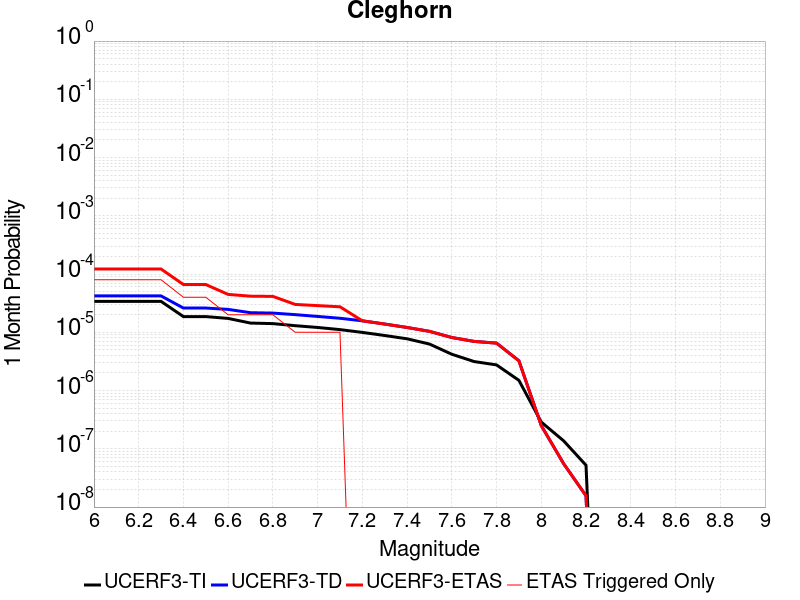 Cleghorn
1 Month Probability
10^0
10^-1
10^-2
10^-3
10^-4
10^-5
10^-6
10^-7
10^-8
6 6.2 6.4 6.6 6.8 7 7.2 7.4 7.6 7.8 8 8.2 8.4 8.6 8.8 9
Magnitude
UCERF3-TI UCERF3-TD UCERF3-ETAS ETAS Triggered Only